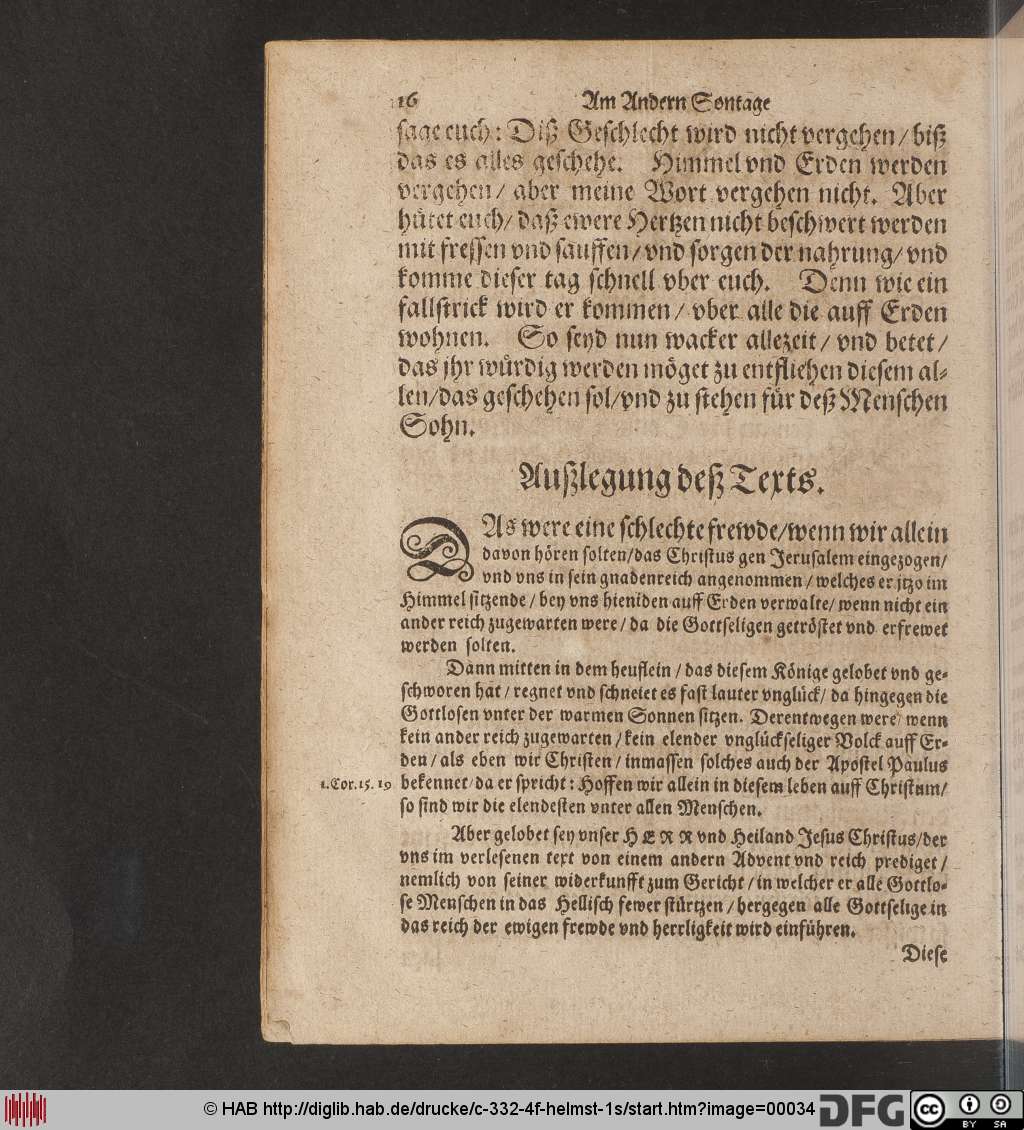 16 Am Andern Sontage
sage euch: Diß Geschlecht wird nicht vergehen/ biß
das es alles geschehe. Himmel vnd Erden werden
vergehen/ aber meine Wort vergehen nicht. Aber
hütet euch/ daß ewere Hertzen nicht beschwert werden
mit fressen vnd sauffen/ vnd sorgen der nahrung/ vnd
komme dieser tag schnell vber euch. Denn wie ein
fallstrick wird er kommen/ vber alle die auff Erden
wohnen. So seyd nun wacker allezeit/ vnd betet/
das jhr würdig werden möget zu entfliehen diesem al-
len/ das geschehen sol/ vnd zu stehen für deß Menschen
Sohn.
Außlegung deß Texts.
DAs were eine schlechte frewde/ wenn wir allein
davon hören solten/ das Christus gen Jerusalem eingezogen/
vnd vns in sein gnadenreich angenommen/ welches er jtzo im
Himmel sitzende/ bey vns hieniden auff Erden verwalte/ wenn nicht ein
ander reich zugewarten were/ da die Gottseligen getröstet vnd erfrewet
werden solten.
Dann mitten in dem heuflein/ das diesem Könige gelobet vnd ge-
schworen hat/ regnet vnd schneiet es fast lauter vnglück/ da hingegen die
Gottlosen vnter der warmen Sonnen sitzen. Derentwegen were/ wenn
kein ander reich zugewarten/ kein elender vnglückseliger Volck auff Er-
den/ als eben wir Christen/ inmassen solches auch der Apostel Paulus
1. Cor. 15. 19 bekennet/ da er spricht: Hoffen wir allein in diesem leben auff Christum/
so sind wir die elendesten vnter allen Menschen.
Aber gelobet sey vnser HERR vnd Heiland Jesus Christus/ der
vns im verlesenen text von einem andern Advent vnd reich prediget/
nemlich von seiner widerkunfft zum Gericht/ in welcher er alle Gottlo-
se Menschen in das Hellisch fewer stürtzen/ hergegen alle Gottselige in
das reich der ewigen frewde vnd herrligkeit wird einführen.
Diese
© HAB http://diglib.hab.de/drucke/c-332-4f-helmst-1s/start.htm?image=00034 DFG cc BY SA